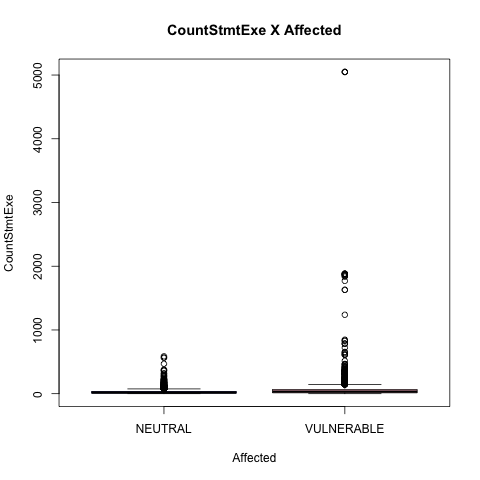 CountStmtExe X Affected
5000
4000
3000
2000
1000
0
CountStmtExe
NEUTRAL VULNERABLE
Affected